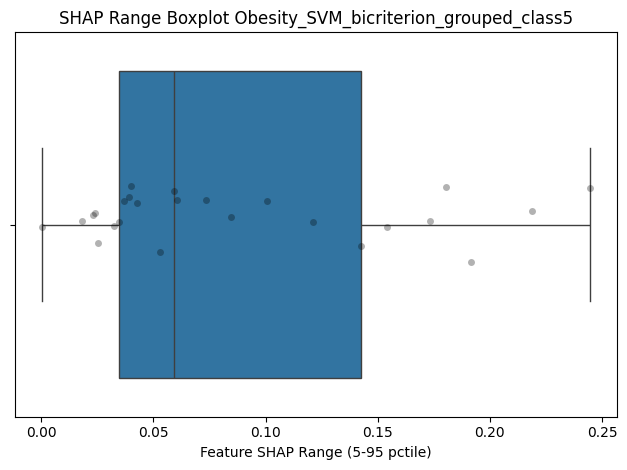 SHAP Range Boxplot Obesity_SVM_bicriterion_grouped_class5
0.00 0.05 0.10 0.15 0.20 0.25
Feature SHAP Range (5-95 pctile)